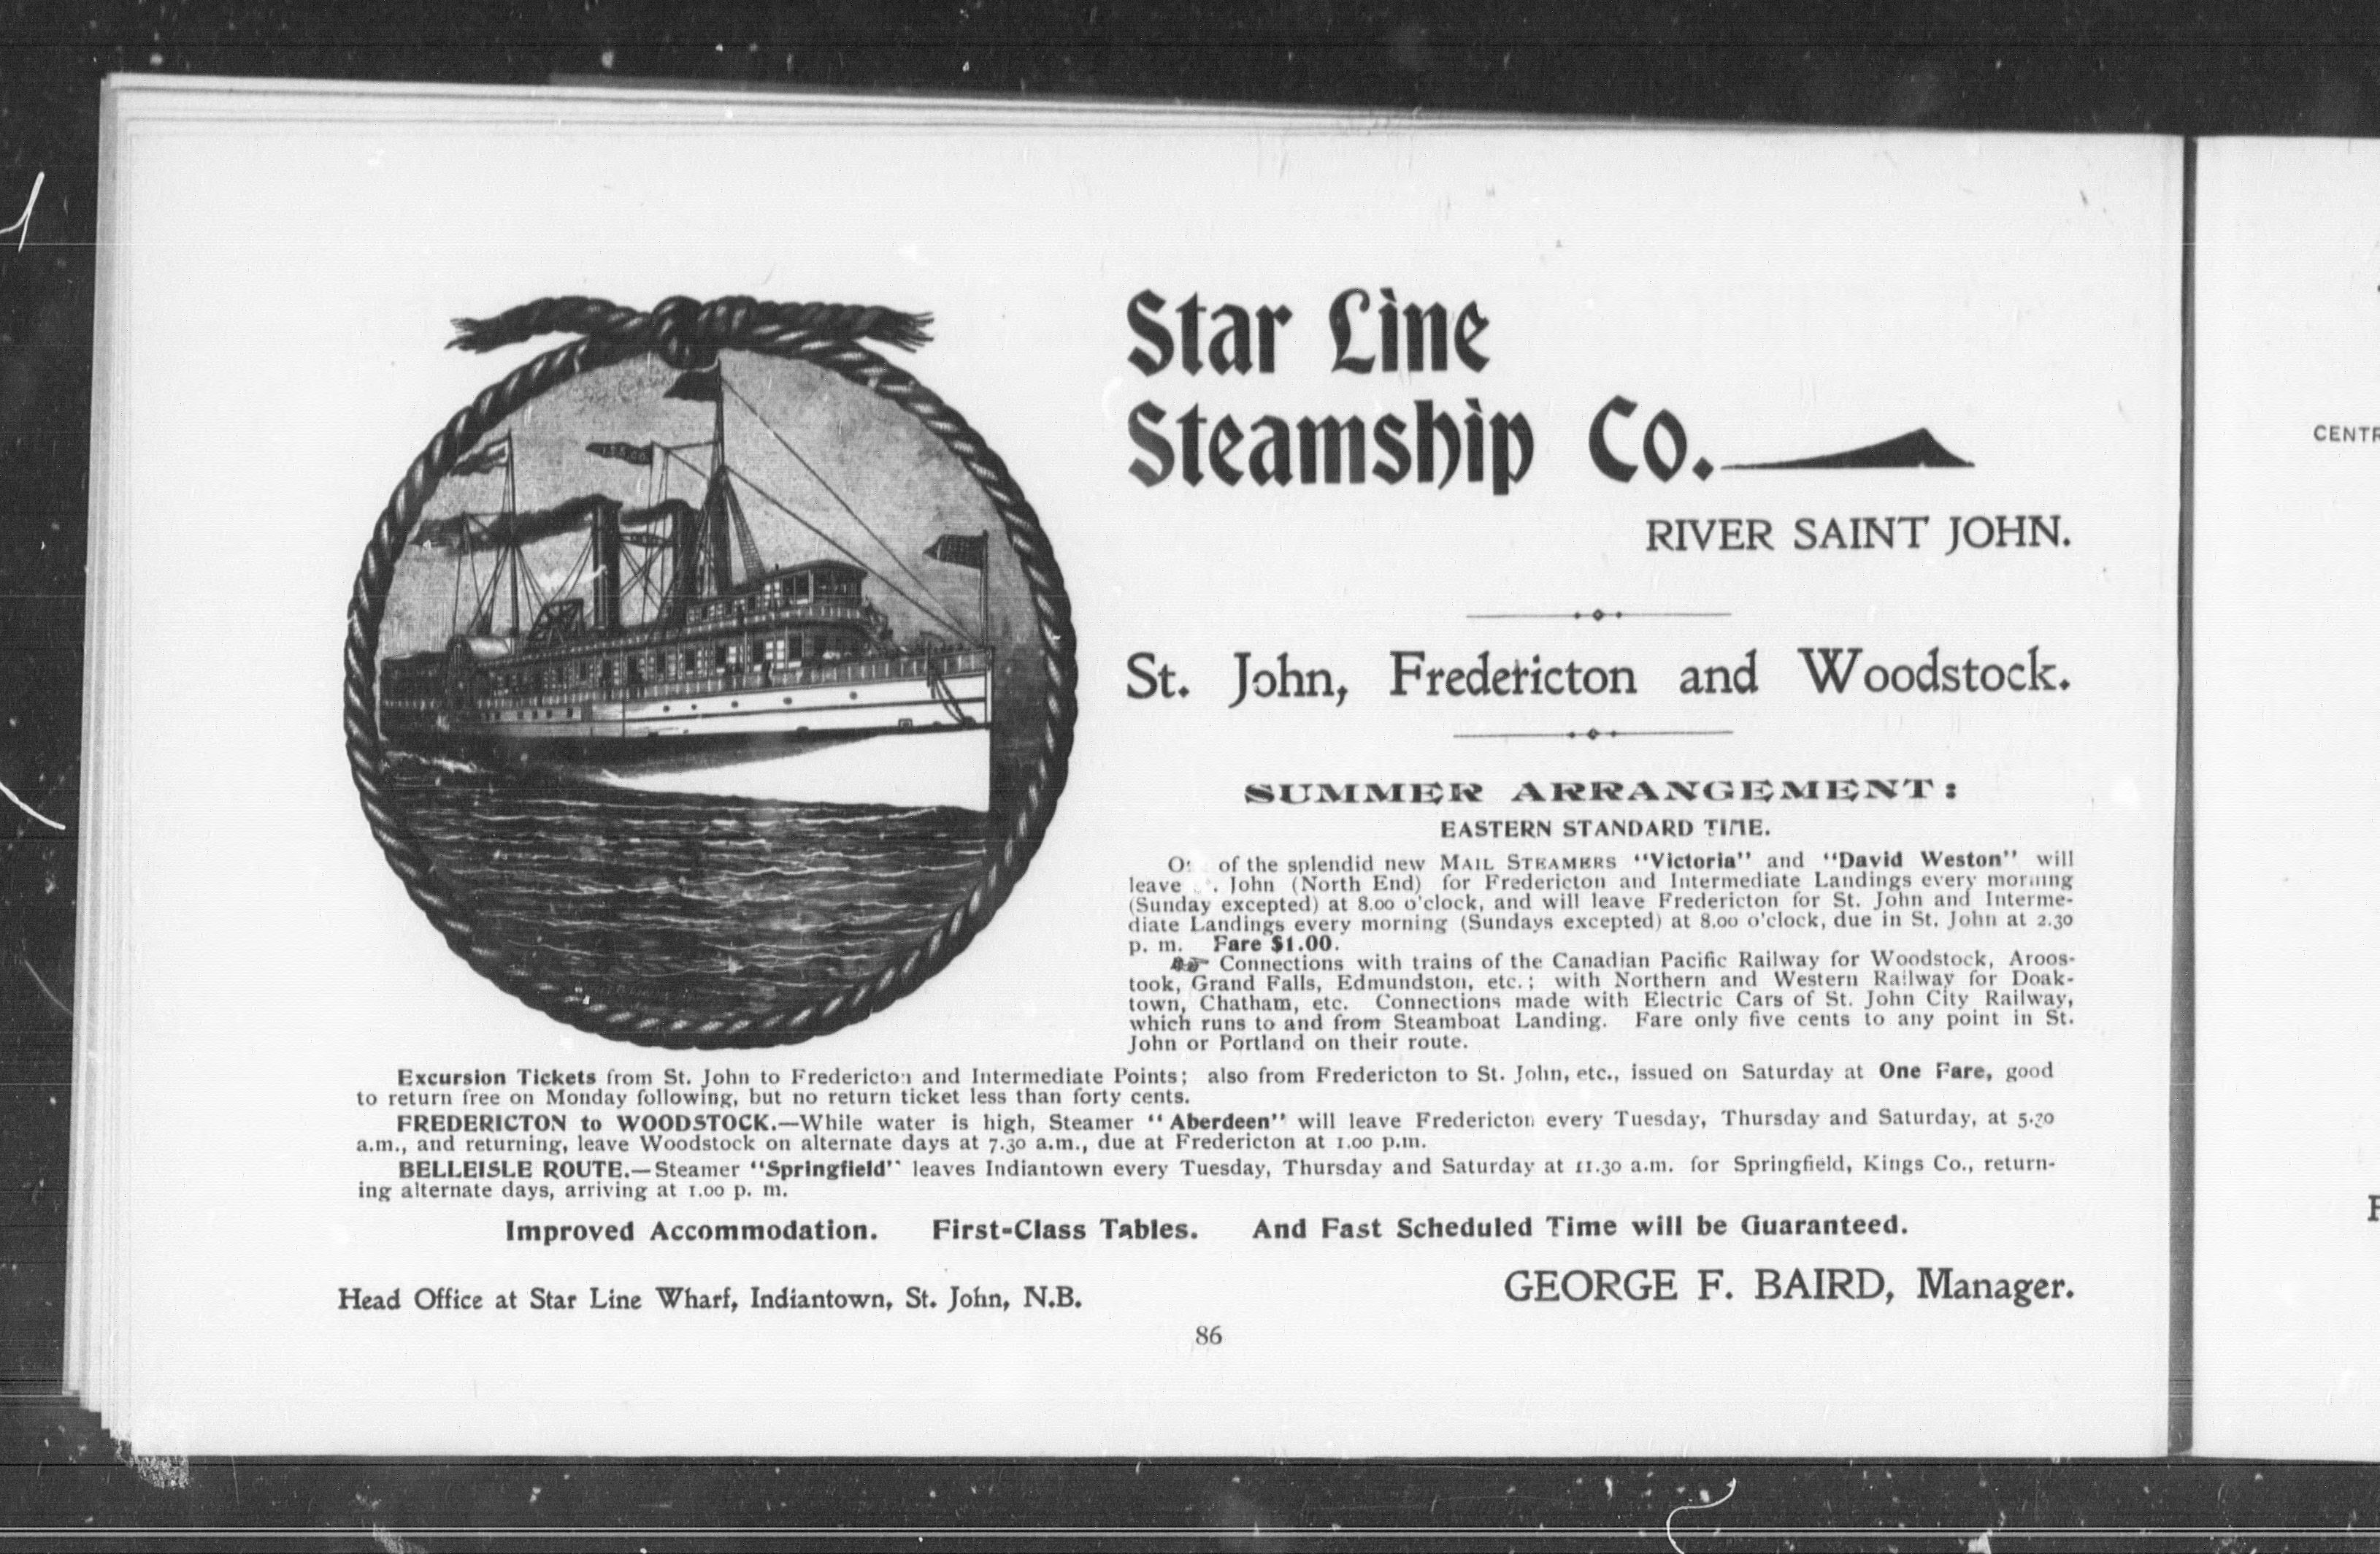 Star Line
Steamship Co.
RIVER SAINT JOHN.
St. John, Fredericton and Woodstock.
SUMMER ARRANGEMENT:
EASTERN STANDARD TIME.
of the splendid new MAIL STEAMERS "Victoria" and "David Weston" will
leave John (North End) for Fredericton and Intermediate Landings every morning
(Sunday excepted) at 8.00 o'clock, and will leave Fredericton for St. John and Interme-
diate Landings every morning (Sundays excepted) at 8.00 o'clock, due in St. John at 2.30
p. m. Fare $1.00.
☞ Connections with trains of the Canadian Pacific Railway for Woodstock, Aroos-
took, Grand Falls, Edmundston, etc.; with Northern and Western Railway for Doak-
town, Chatham, etc. Connections made with Electric Cars of St. John City Railway,
which runs to and from Steamboat Landing. Fare only five cents to any point in St.
John or Portland on their route.
Excursion Tickets from St. John to Fredericton and Intermediate Points; also from Fredericton to St. John, etc., issued on Saturday at One Fare, good
to return free on Monday following, but no return ticket less than forty cents.
FREDERICTON to WOODSTOCK.—While water is high, Steamer "Aberdeen" will leave Fredericton every Tuesday, Thursday and Saturday, at
a.m., and returning, leave Woodstock on alternate days at 7.30 a.m., due at Fredericton at 1.00 p.m.
BELLEISLE ROUTE.—Steamer "Springfield" leaves Indiantown every Tuesday, Thursday and Saturday at 11.30 a.m. for Springfield, Kings Co., return-
ing alternate days, arriving at 1.00 p. m.
Improved Accommodation. First-Class Tables. And Fast Scheduled Time will be Guaranteed.
Head Office at Star Line Wharf, Indiantown, St. John, N.B.
GEORGE F. BAIRD, Manager.
86
CENTR